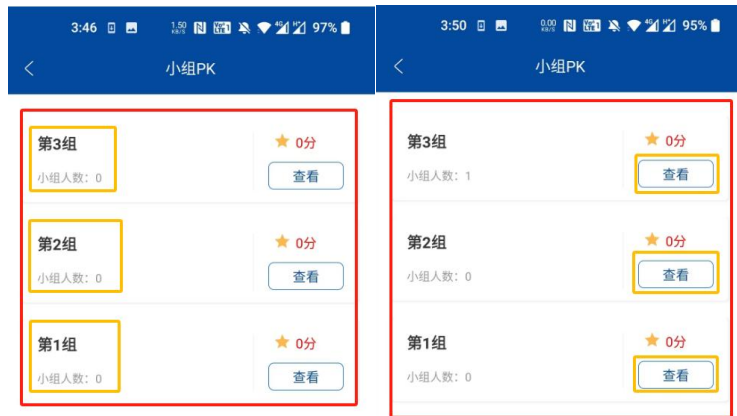 3:46 1.50 KB/S 4G 97%
小组PK
第3组
0分
小组人数：0
查看
第2组
0分
小组人数：0
查看
第1组
0分
小组人数：0
查看
3:50 0.00 KB/S 4G 95%
小组PK
第3组
0分
小组人数：1
查看
第2组
0分
小组人数：0
查看
第1组
0分
小组人数：0
查看